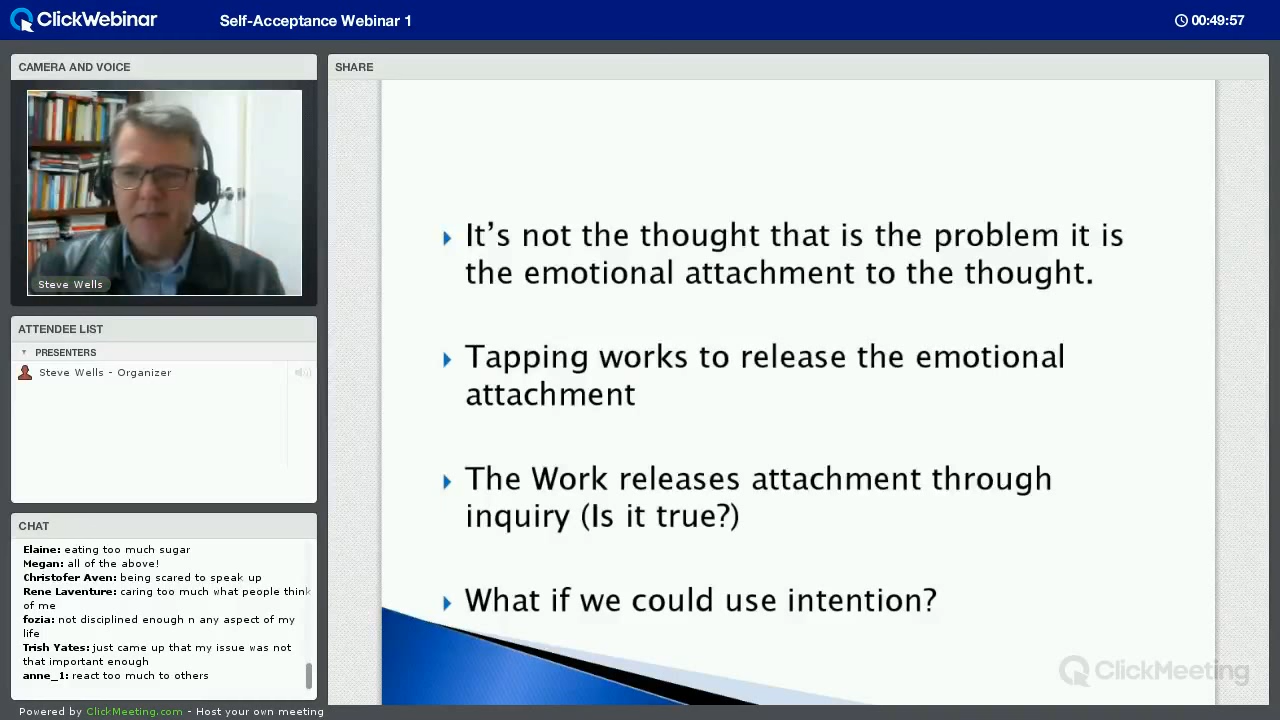 ClickWebinar
Self-Acceptance Webinar 1
00:49:57
CAMERA AND VOICE
Steve Wells
ATTENDEE LIST
PRESENTERS
Steve Wells - Organizer
CHAT
Elaine: eating too much sugar
Megan: all of the above!
Christofer Aven: being scared to speak up
Rene Laventure: caring too much what people think
of me
fozia: not disciplined enough n any aspect of my
life
Trish Yates: just came up that my issue was not
that important enough
anne_1: react too much to others
Powered by ClickMeeting.com - Host your own meeting
SHARE
It's not the thought that is the problem it is
the emotional attachment to the thought.
Tapping works to release the emotional
attachment
The Work releases attachment through
inquiry (Is it true?)
What if we could use intention?
ClickMeeting